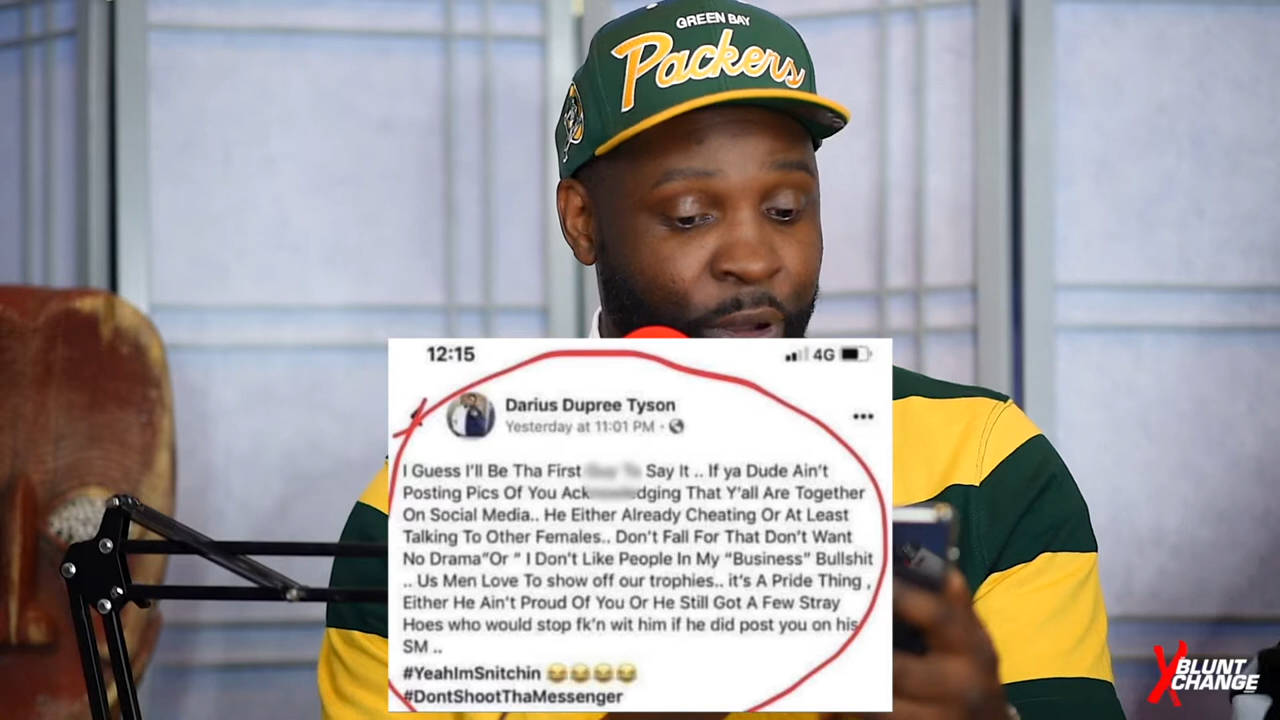 GREEN BAY
Packers
12:15
4G
Darius Dupree Tyson
Yesterday at 11:01 PM ·
I Guess I'll Be Tha First Say It .. If ya Dude Ain't
Posting Pics Of You Acknowledging That Y'all Are Together
On Social Media.. He Either Already Cheating Or At Least
Talking To Other Females.. Don't Fall For That Don't Want
No Drama"Or " I Don't Like People In My "Business" Bullshit
.. Us Men Love To show off our trophies.. it's A Pride Thing ,
Either He Ain't Proud Of You Or He Still Got A Few Stray
Hoes who would stop fk'n wit him if he did post you on his
SM ..
#YeahImSnitchin 😂😂😂😂
#DontShootThaMessenger
BLUNT
XCHANGE